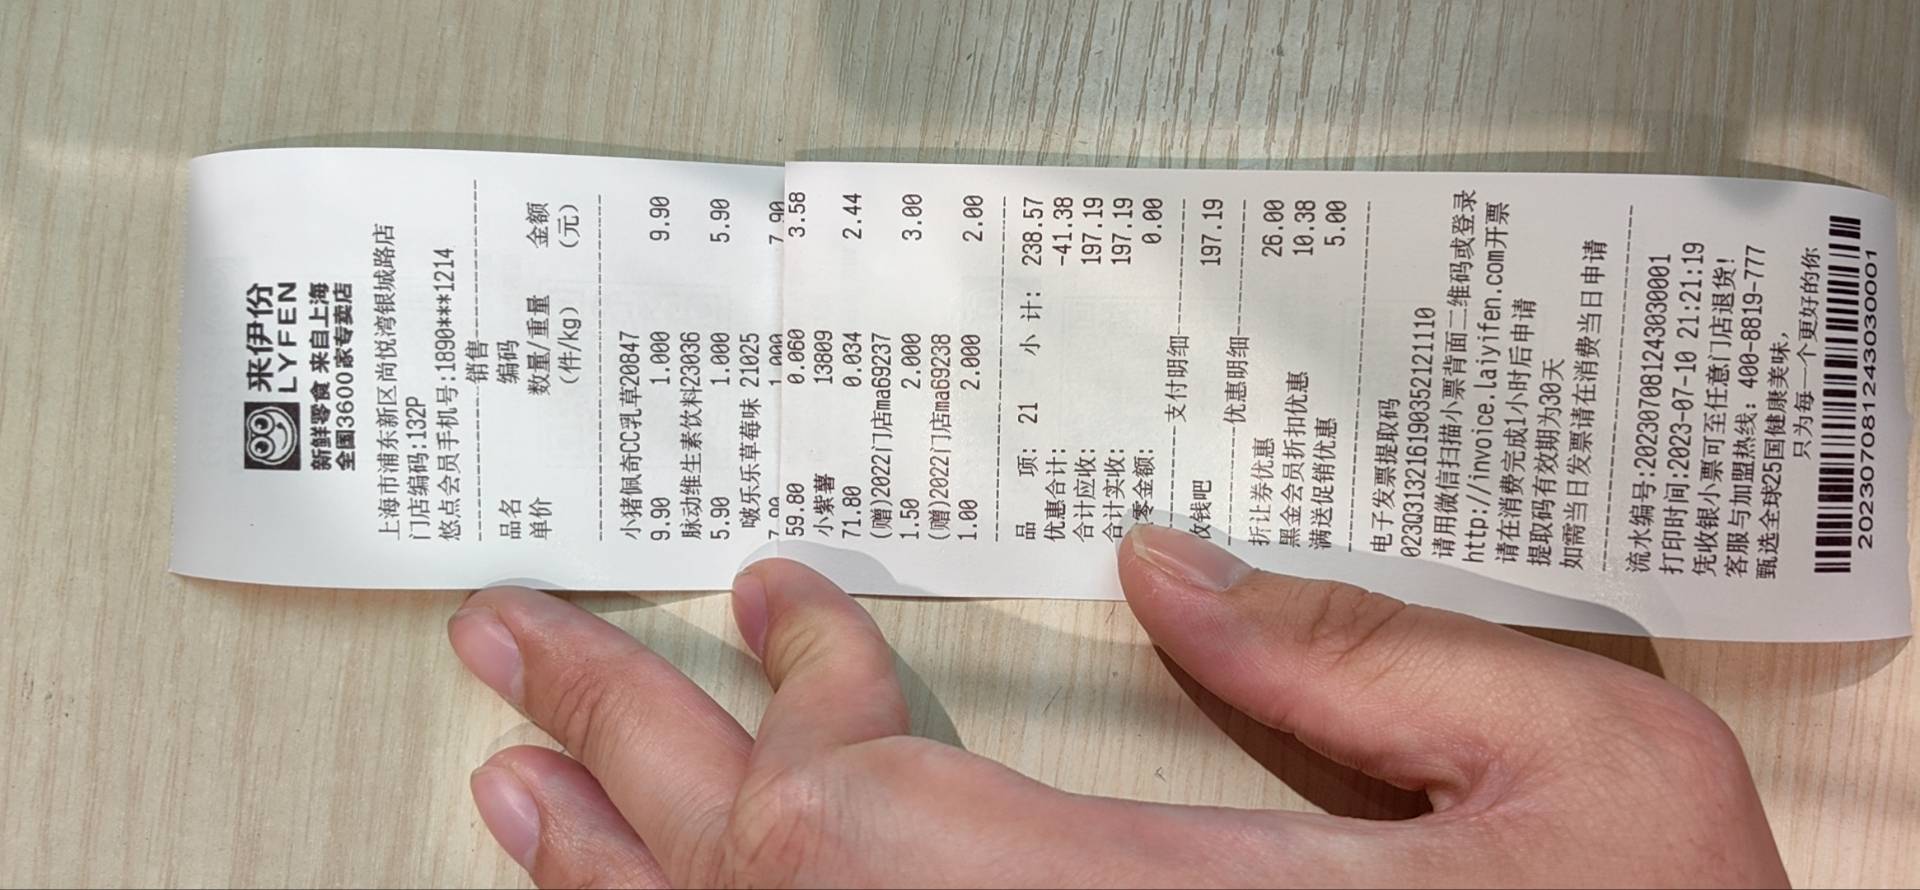 来伊份
LYFEN
新鲜零食 来自上海
全国3600家专卖店
上海市浦东新区尚悦湾银城路店
门店编码:132P
悠点会员手机号:1890***1214
销售
品名 编码 金额
单价 数量/重量 (元)
(件/kg)
小猪佩奇CC乳草20847
9.90 1.000 9.90
脉动维生素饮料23036
5.90 1.000 5.90
啵乐乐草莓味 21025
7.90 1.000 7.90
59.80 0.060 3.58
小紫薯 13809
71.80 0.034 2.44
(赠)2022门店ma69237
1.50 2.000 3.00
(赠)2022门店ma69238
1.00 2.000 2.00
品 项: 21 小 计: 238.57
优惠合计: -41.38
合计应收: 197.19
合计实收: 197.19
零金额: 0.00
支付明细
收钱吧 197.19
优惠明细
折让券优惠 26.00
黑金会员折扣优惠 10.38
满送促销优惠 5.00
电子发票提取码
023Q313216190352121110
请用微信扫描小票背面二维码或登录
http://invoice.laiyifen.com开票
请在消费完成1小时后申请
提取码有效期为30天
如需当日发票请在消费当日申请
流水编号:20230708124303​0001
打印时间:2023-07-10 21:21:19
凭收银小票可至任意门店退货!
客服与加盟热线: 400-8819-777
甄选全球25国健康美味,
只为每一个更好的你
202307081243030001